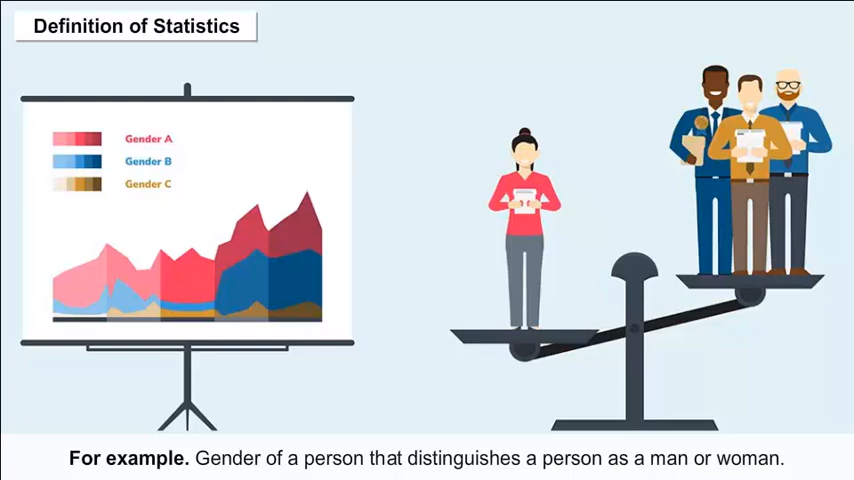 Definition of Statistics
Gender A
Gender B
Gender C
For example. Gender of a person that distinguishes a person as a man or woman.